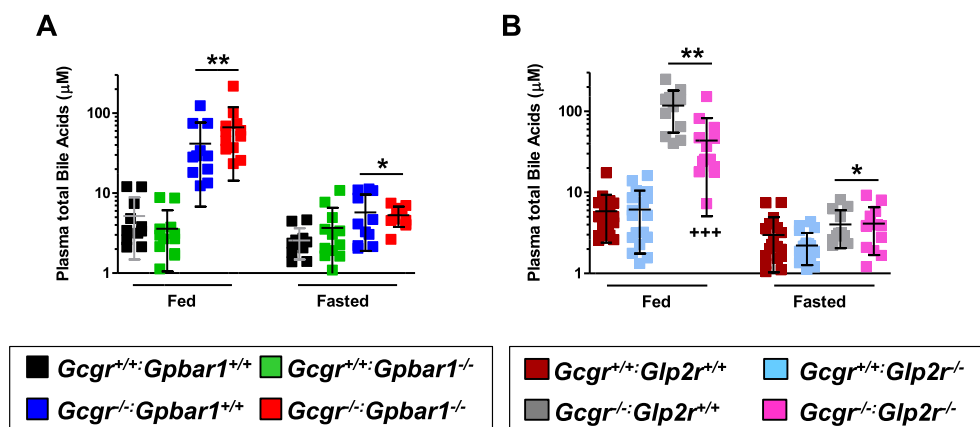 A
Plasma total Bile Acids (μM)
100
10
1
**
*
Fed
Fasted
B
Plasma total Bile Acids (μM)
100
10
1
**
+++
*
Fed
Fasted
Gcgr+/+:Gpbar1+/+
Gcgr+/+:Gpbar1-/-
Gcgr-/-:Gpbar1+/+
Gcgr-/-:Gpbar1-/-
Gcgr+/+:Glp2r+/+
Gcgr+/+:Glp2r-/-
Gcgr-/-:Glp2r+/+
Gcgr-/-:Glp2r-/-